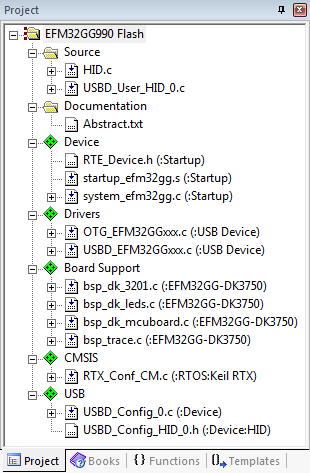 Project
EFM32GG990 Flash
Source
HID.c
USBD_User_HID_0.c
Documentation
Abstract.txt
Device
RTE_Device.h (:Startup)
startup_efm32gg.s (:Startup)
system_efm32gg.c (:Startup)
Drivers
OTG_EFM32GGxxx.c (:USB Device)
USBD_EFM32GGxxx.c (:USB Device)
Board Support
bsp_dk_3201.c (:EFM32GG-DK3750)
bsp_dk_leds.c (:EFM32GG-DK3750)
bsp_dk_mcuboard.c (:EFM32GG-DK3750)
bsp_trace.c (:EFM32GG-DK3750)
CMSIS
RTX_Conf_CM.c (:RTOS:Keil RTX)
USB
USBD_Config_0.c (:Device)
USBD_Config_HID_0.h (:Device:HID)
Project Books {} Functions 0 Templates